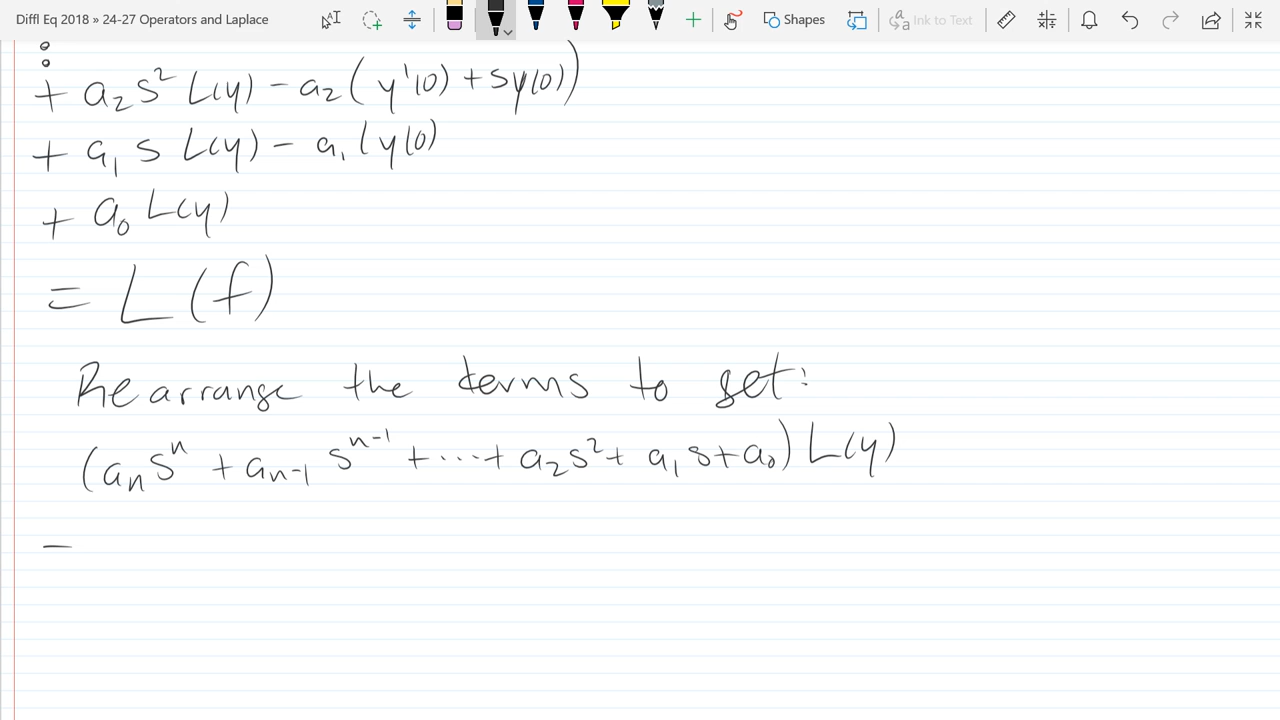 Diffl Eq 2018 » 24-27 Operators and Laplace Shapes Ink to Text
+ a₂s² L(y) - a₂(y'(0) + sy(0))
+ a₁ s L(y) - a₁(y(0)
+ a₀ L(y)
= L(f)
Rearrange the terms to get:
(aₙsⁿ + aₙ₋₁ sⁿ⁻¹ + ... + a₂s² + a₁s + a₀) L(y)
-